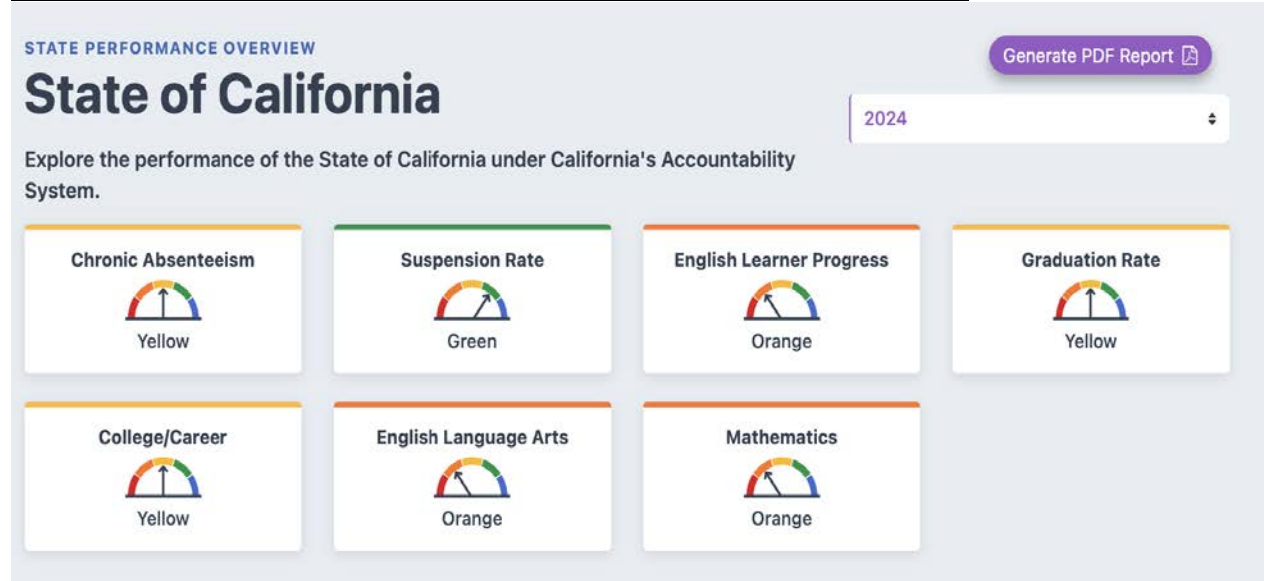 STATE PERFORMANCE OVERVIEW
State of California
Generate PDF Report
2024
Explore the performance of the State of California under California's Accountability
System.
Chronic Absenteeism
Yellow
Suspension Rate
Green
English Learner Progress
Orange
Graduation Rate
Yellow
College/Career
Yellow
English Language Arts
Orange
Mathematics
Orange